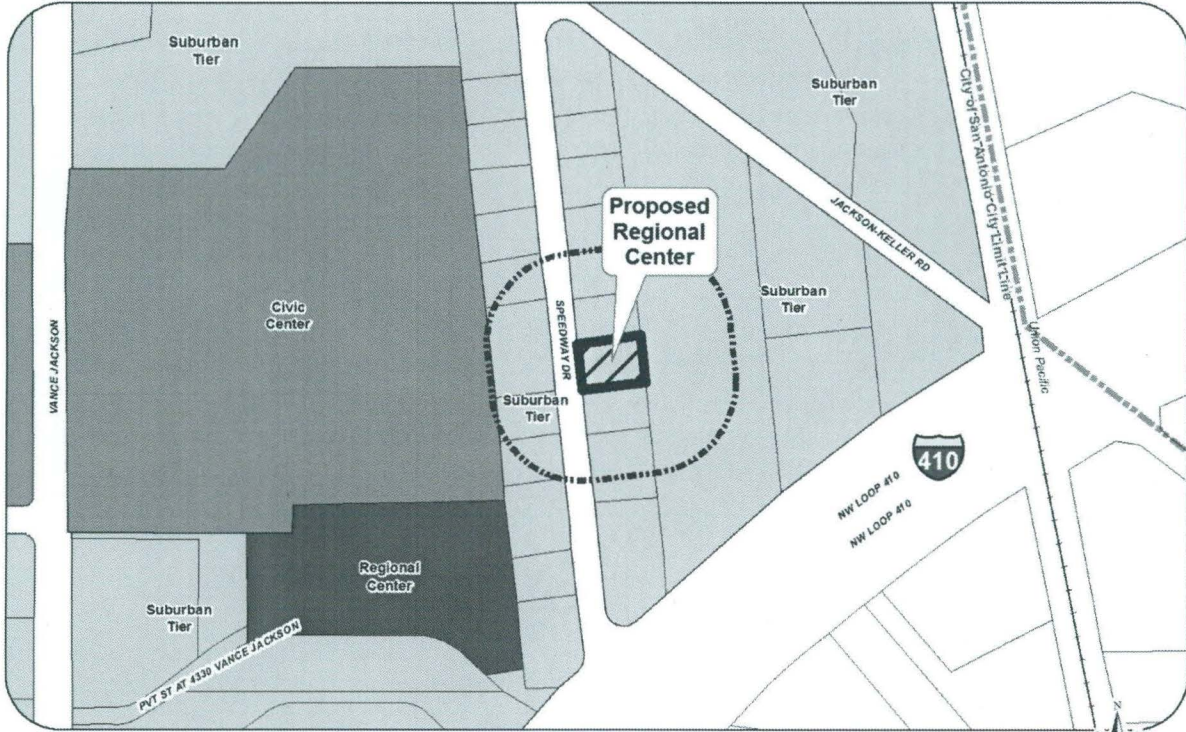 Suburban
Tier
Suburban
Tier
City of San Antonio City Limit Line
Proposed
Regional
Center
JACKSON-KELLER RD
Civic
Center
SPEEDWAY DR
Suburban
Tier
VANCE JACKSON
Union Pacific
Suburban
Tier
410
NW LOOP 410
NW LOOP 410
Regional
Center
Suburban
Tier
PVT ST AT 4330 VANCE JACKSON
N